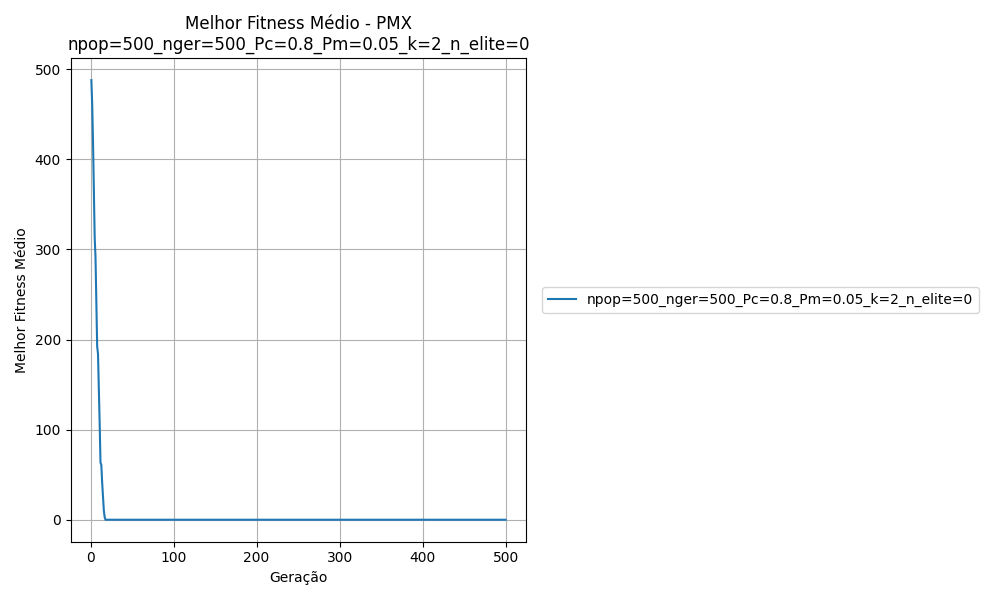 Melhor Fitness Médio - PMX
npop=500_nger=500_Pc=0.8_Pm=0.05_k=2_n_elite=0
500
400
300
200
100
0
Melhor Fitness Médio
0 100 200 300 400 500
Geração
npop=500_nger=500_Pc=0.8_Pm=0.05_k=2_n_elite=0